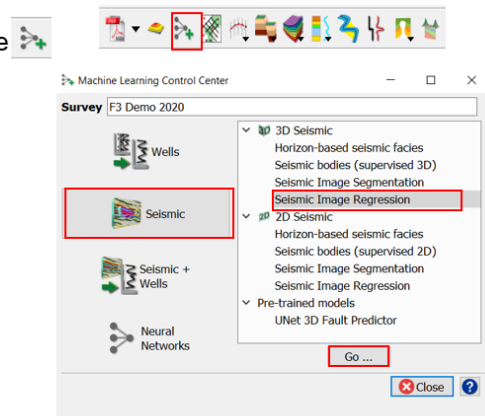 e
Machine Learning Control Center
Survey F3 Demo 2020
Wells
Seismic
Seismic +
Wells
Neural
Networks
3D 3D Seismic
Horizon-based seismic facies
Seismic bodies (supervised 3D)
Seismic Image Segmentation
Seismic Image Regression
2D 2D Seismic
Horizon-based seismic facies
Seismic bodies (supervised 2D)
Seismic Image Segmentation
Seismic Image Regression
Pre-trained models
UNet 3D Fault Predictor
Go ...
Close ?